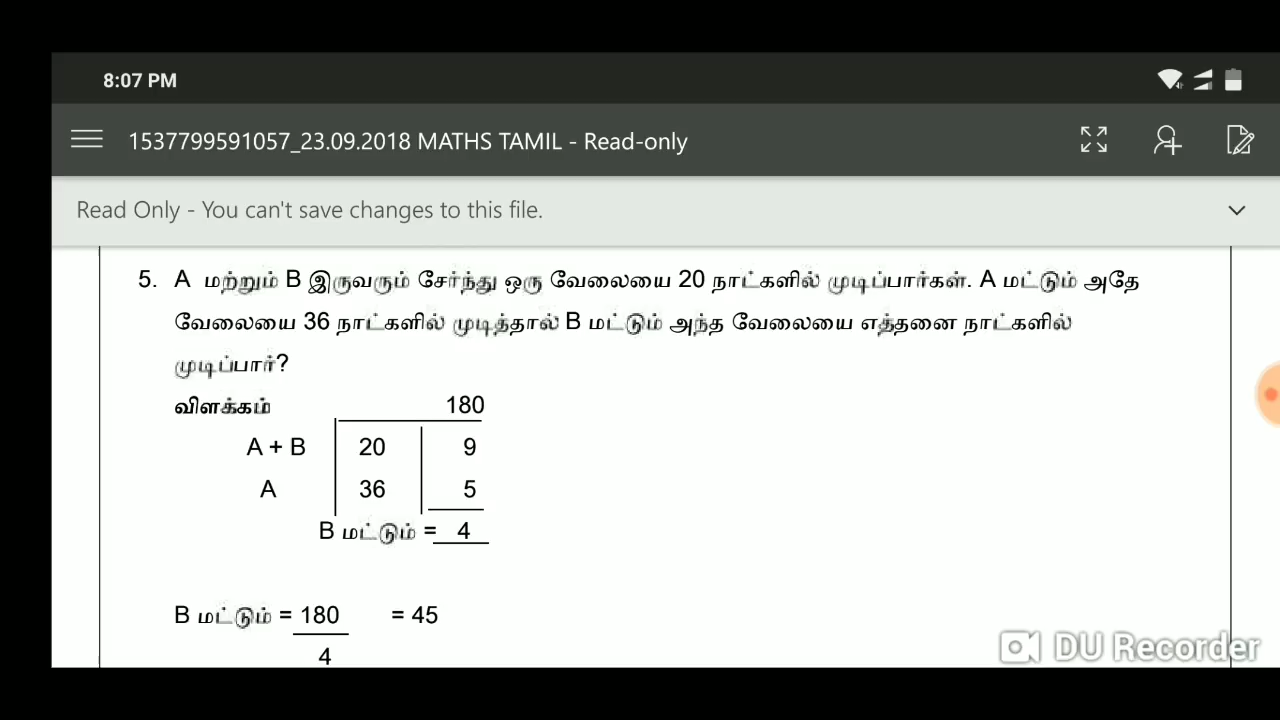 8:07 PM
1537799591057_23.09.2018 MATHS TAMIL - Read-only
Read Only - You can't save changes to this file.
5. A மற்றும் B இருவரும் சேர்ந்து ஒரு வேலையை 20 நாட்களில் முடிப்பார்கள். A மட்டும் அதே
வேலையை 36 நாட்களில் முடித்தால் B மட்டும் அந்த வேலையை எத்தனை நாட்களில்
முடிப்பார்?
விளக்கம் 180
A + B 20 9
A 36 5
B மட்டும் = 4
B மட்டும் = 180 = 45
4
DU Recorder